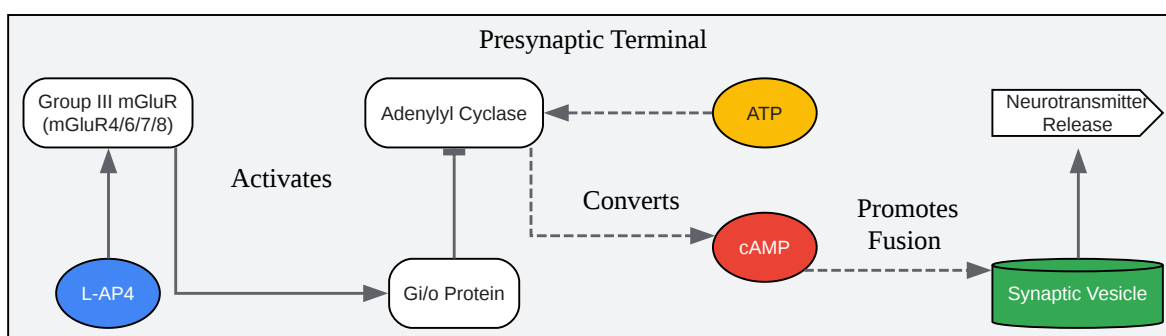 Presynaptic Terminal
Group III mGluR
(mGluR4/6/7/8)
Adenylyl Cyclase
ATP
Neurotransmitter
Release
Activates
Converts
Promotes
Fusion
cAMP
L-AP4
Gi/o Protein
Synaptic Vesicle